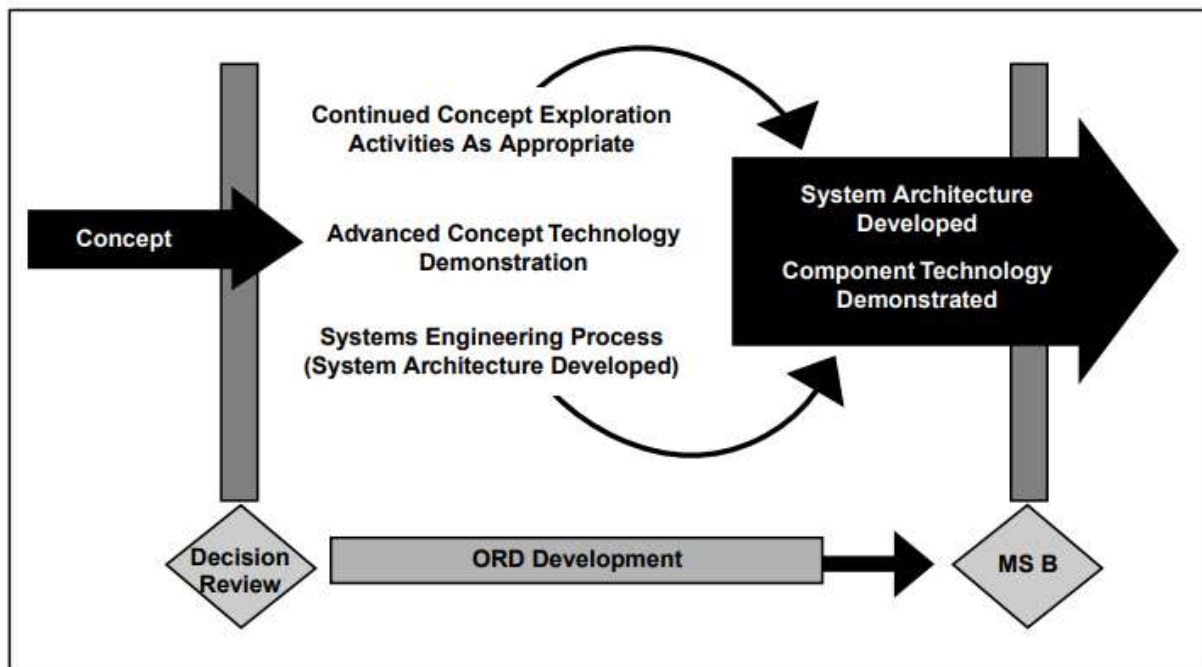 Continued Concept Exploration
Activities As Appropriate
Concept
Advanced Concept Technology
Demonstration
Systems Engineering Process
(System Architecture Developed)
System Architecture
Developed
Component Technology
Demonstrated
Decision
Review
ORD Development
MS B